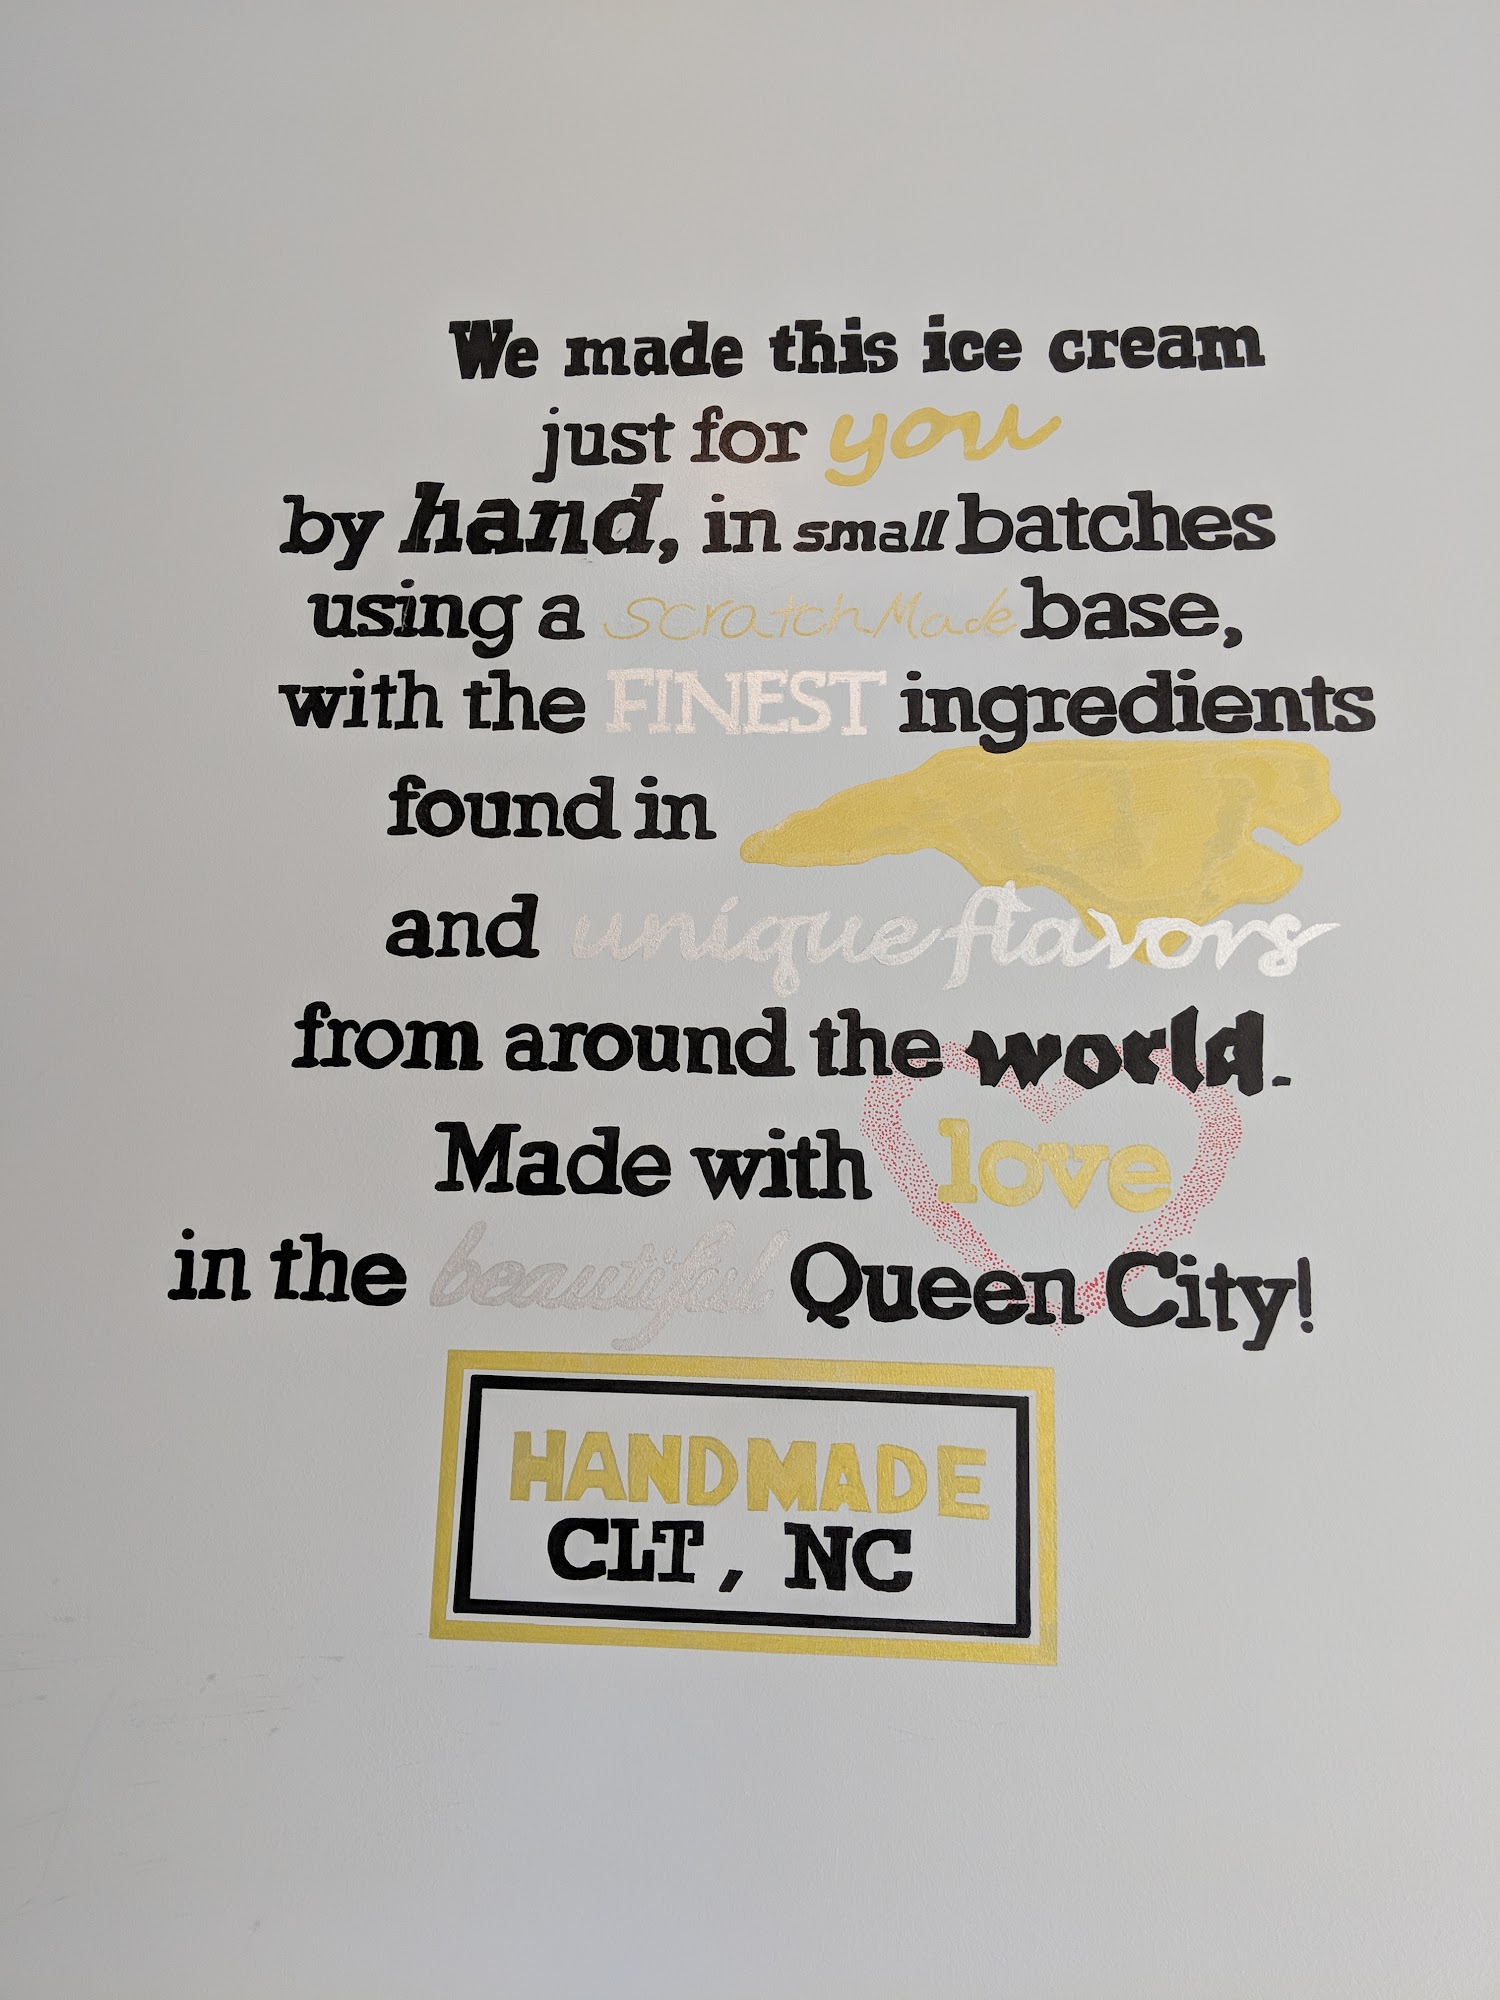 We made this ice cream
just for you
by hand, in small batches
using a scratch Made base,
with the FINEST ingredients
found in
and unique flavors
from around the world.
Made with love
in the beautiful Queen City!
HANDMADE
CLT, NC